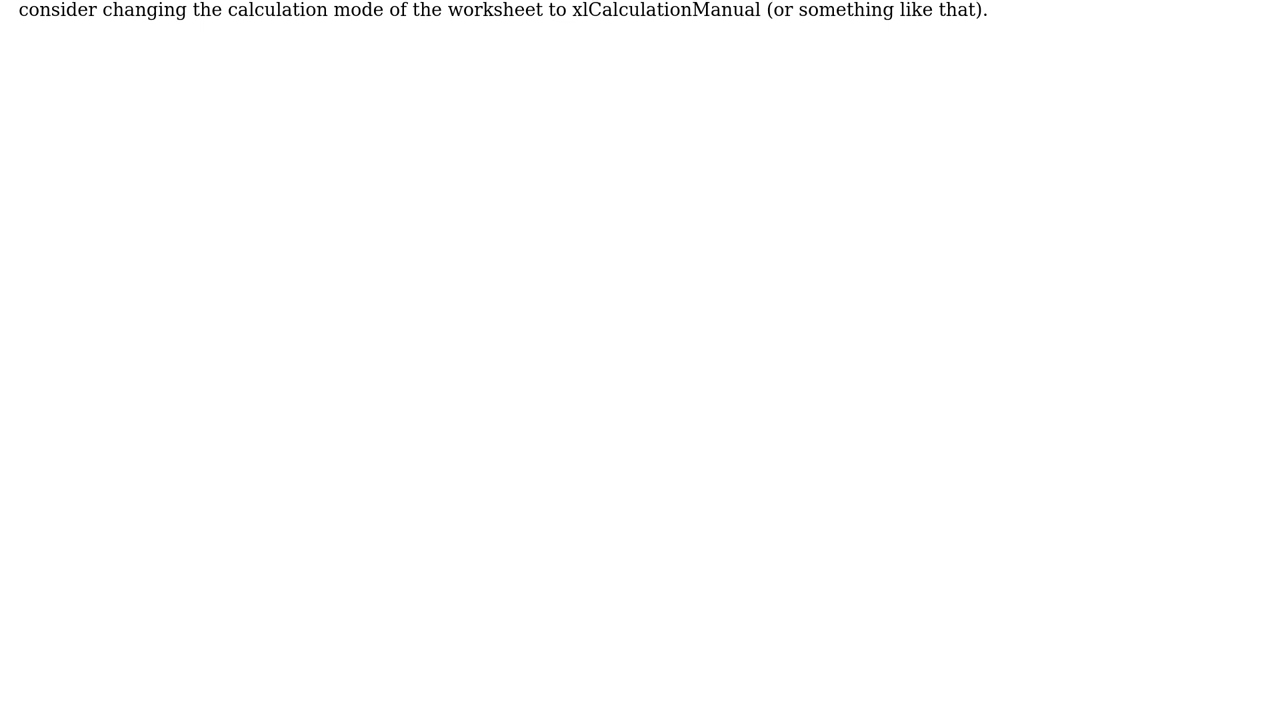 consider changing the calculation mode of the worksheet to xlCalculationManual (or something like that).